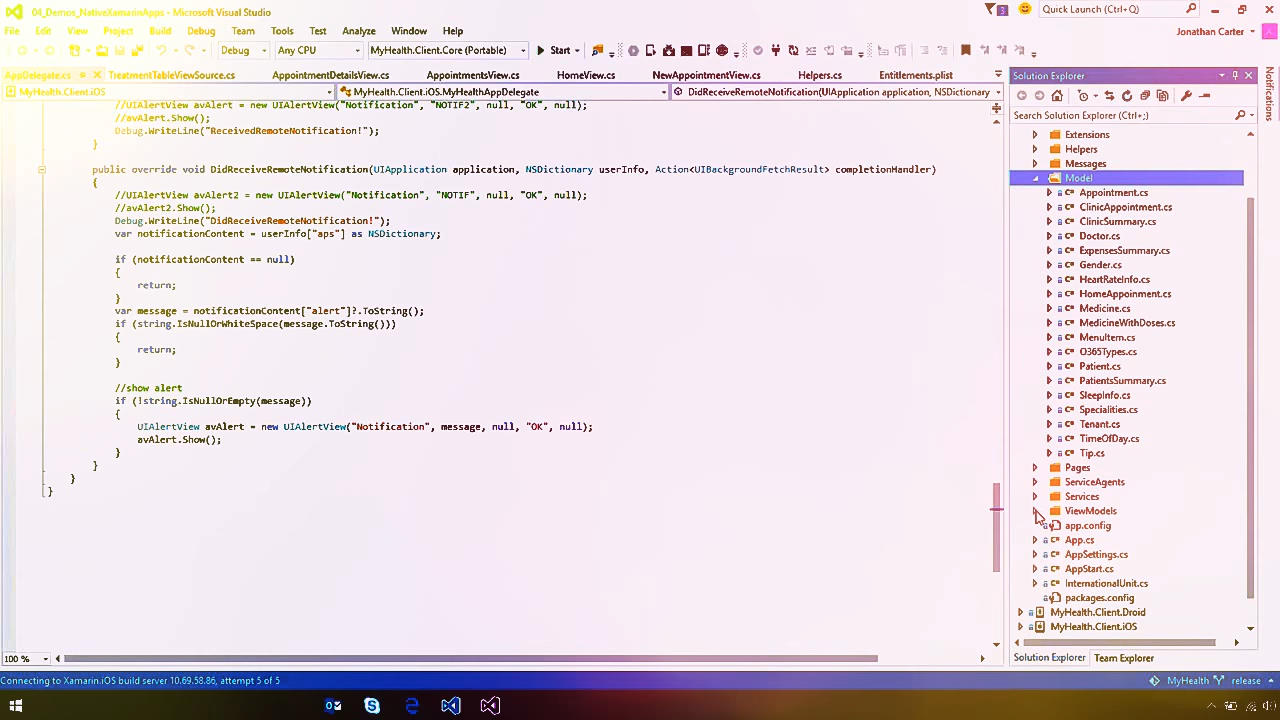 04_Demos_NativeXamarinApps - Microsoft Visual Studio
3
Quick Launch (Ctrl+Q)
File Edit View Project Build Debug Team Tools Test Analyze Window Help
Jonathan Carter
Debug Any CPU MyHealth.Client.Core (Portable) Start
AppDelegate.cs TreatmentTableViewSource.cs AppointmentDetailsView.cs AppointmentsView.cs HomeView.cs NewAppointmentView.cs Helpers.cs Entitlements.plist
MyHealth.Client.iOS MyHealth.Client.iOS.MyHealthAppDelegate DidReceiveRemoteNotification(UIApplication application, NSDictionary
//UIAlertView avAlert = new UIAlertView("Notification", "NOTIF2", null, "OK", null);
//avAlert.Show();
Debug.WriteLine("ReceivedRemoteNotification!");
}
public override void DidReceiveRemoteNotification(UIApplication application, NSDictionary userInfo, Action<UIBackgroundFetchResult> completionHandler)
{
//UIAlertView avAlert2 = new UIAlertView("Notification", "NOTIF", null, "OK", null);
//avAlert2.Show();
Debug.WriteLine("DidReceiveRemoteNotification!");
var notificationContent = userInfo["aps"] as NSDictionary;
if (notificationContent == null)
{
return;
}
var message = notificationContent["alert"]?.ToString();
if (string.IsNullOrWhiteSpace(message.ToString()))
{
return;
}
//show alert
if (!string.IsNullOrEmpty(message))
{
UIAlertView avAlert = new UIAlertView("Notification", message, null, "OK", null);
avAlert.Show();
}
}
}
}
100 %
Solution Explorer
Search Solution Explorer (Ctrl+;)
Extensions
Helpers
Messages
Model
Appointment.cs
ClinicAppointment.cs
ClinicSummary.cs
Doctor.cs
ExpensesSummary.cs
Gender.cs
HeartRateInfo.cs
HomeAppoinment.cs
Medicine.cs
MedicineWithDoses.cs
MenuItem.cs
O365Types.cs
Patient.cs
PatientsSummary.cs
SleepInfo.cs
Specialities.cs
Tenant.cs
TimeOfDay.cs
Tip.cs
Pages
ServiceAgents
Services
ViewModels
app.config
App.cs
AppSettings.cs
AppStart.cs
InternationalUnit.cs
packages.config
MyHealth.Client.Droid
MyHealth.Client.iOS
Solution Explorer Team Explorer
Notifications
Connecting to Xamarin.iOS build server 10.69.58.86, attempt 5 of 5
MyHealth release